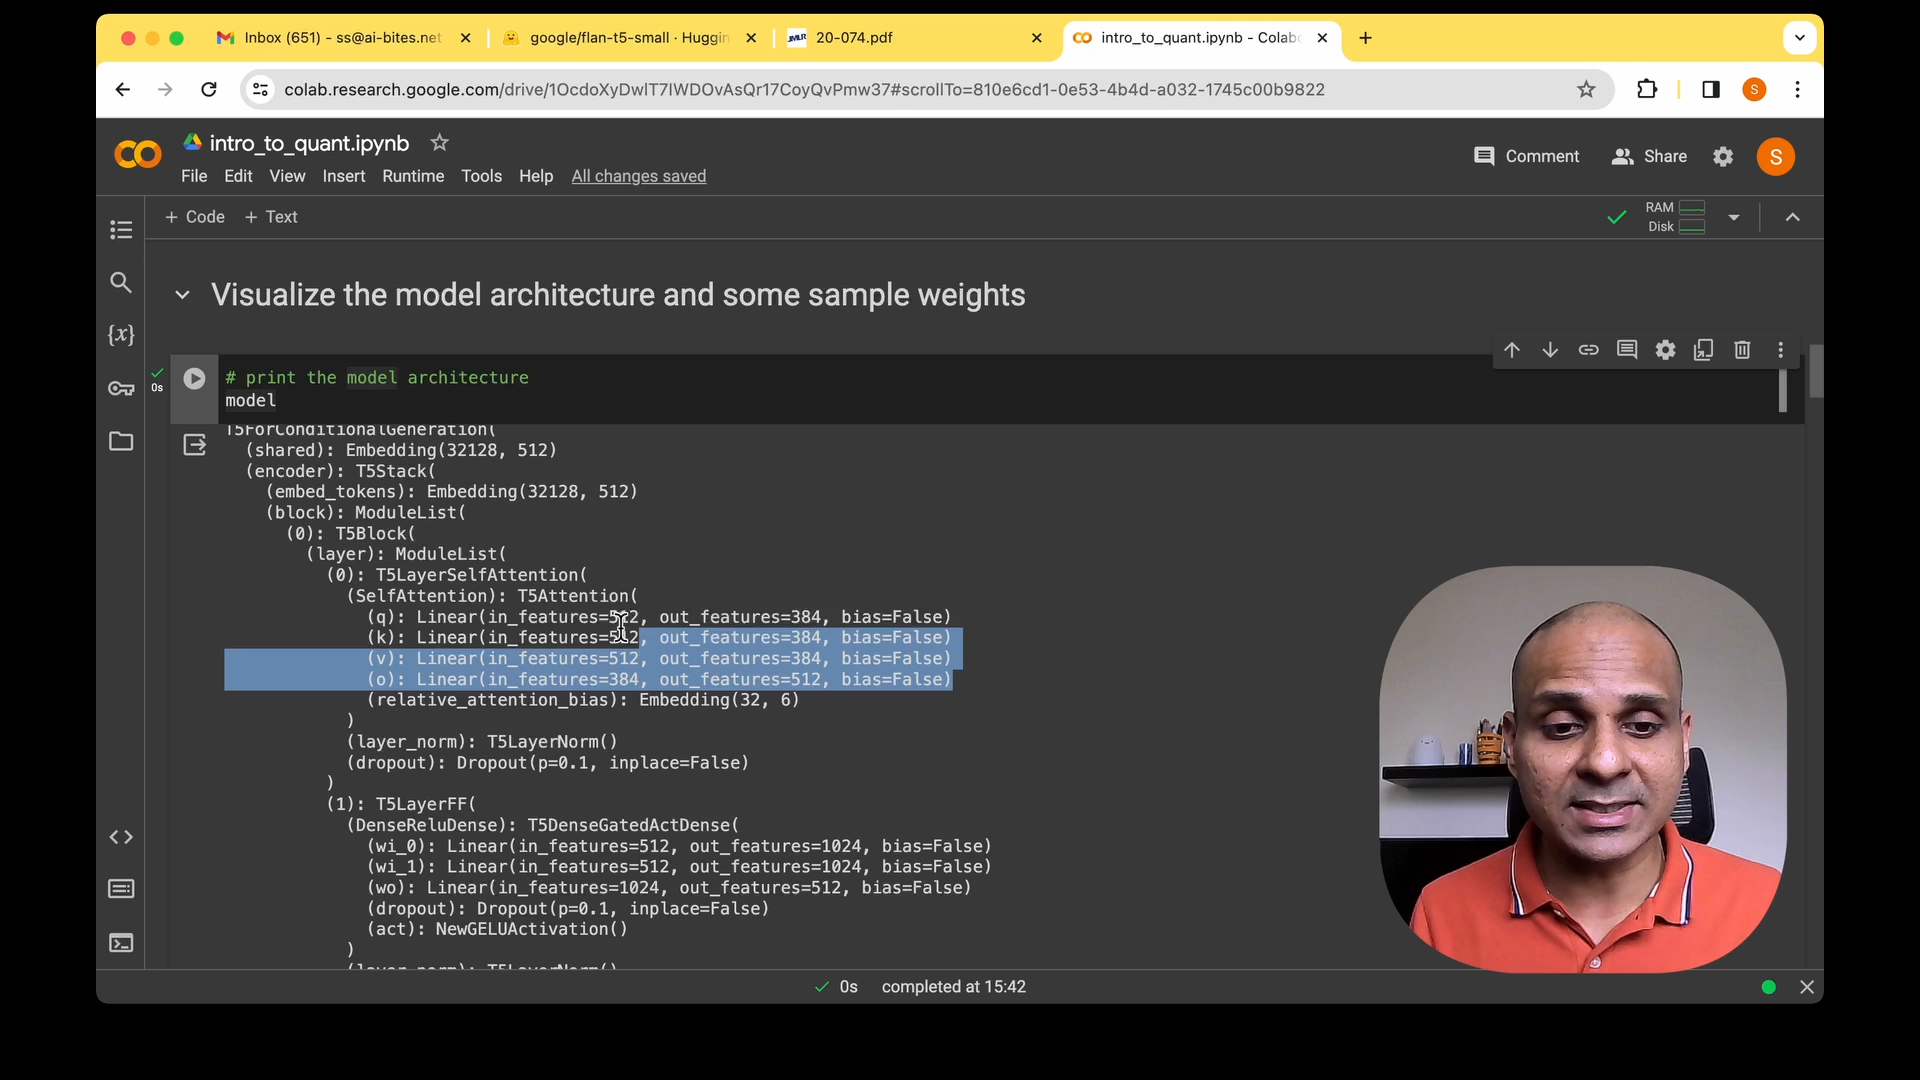 Inbox (651) - ss@ai-bites.net
google/flan-t5-small · Huggin
JMLR
20-074.pdf
intro_to_quant.ipynb - Colab
colab.research.google.com/drive/1OcdoXyDwlT7lWDOvAsQr17CoyQvPmw37#scrollTo=810e6cd1-0e53-4b4d-a032-1745c00b9822
S
intro_to_quant.ipynb
Comment
Share
S
File Edit View Insert Runtime Tools Help All changes saved
+ Code + Text
RAM
Disk
Visualize the model architecture and some sample weights
{x}
0s
# print the model architecture
model
T5ForConditionalGeneration(
(shared): Embedding(32128, 512)
(encoder): T5Stack(
(embed_tokens): Embedding(32128, 512)
(block): ModuleList(
(0): T5Block(
(layer): ModuleList(
(0): T5LayerSelfAttention(
(SelfAttention): T5Attention(
(q): Linear(in_features=512, out_features=384, bias=False)
(k): Linear(in_features=512, out_features=384, bias=False)
(v): Linear(in_features=512, out_features=384, bias=False)
(o): Linear(in_features=384, out_features=512, bias=False)
(relative_attention_bias): Embedding(32, 6)
)
(layer_norm): T5LayerNorm()
(dropout): Dropout(p=0.1, inplace=False)
)
(1): T5LayerFF(
(DenseReluDense): T5DenseGatedActDense(
(wi_0): Linear(in_features=512, out_features=1024, bias=False)
(wi_1): Linear(in_features=512, out_features=1024, bias=False)
(wo): Linear(in_features=1024, out_features=512, bias=False)
(dropout): Dropout(p=0.1, inplace=False)
(act): NewGELUActivation()
)
(layer_norm): T5LayerNorm()
0s completed at 15:42